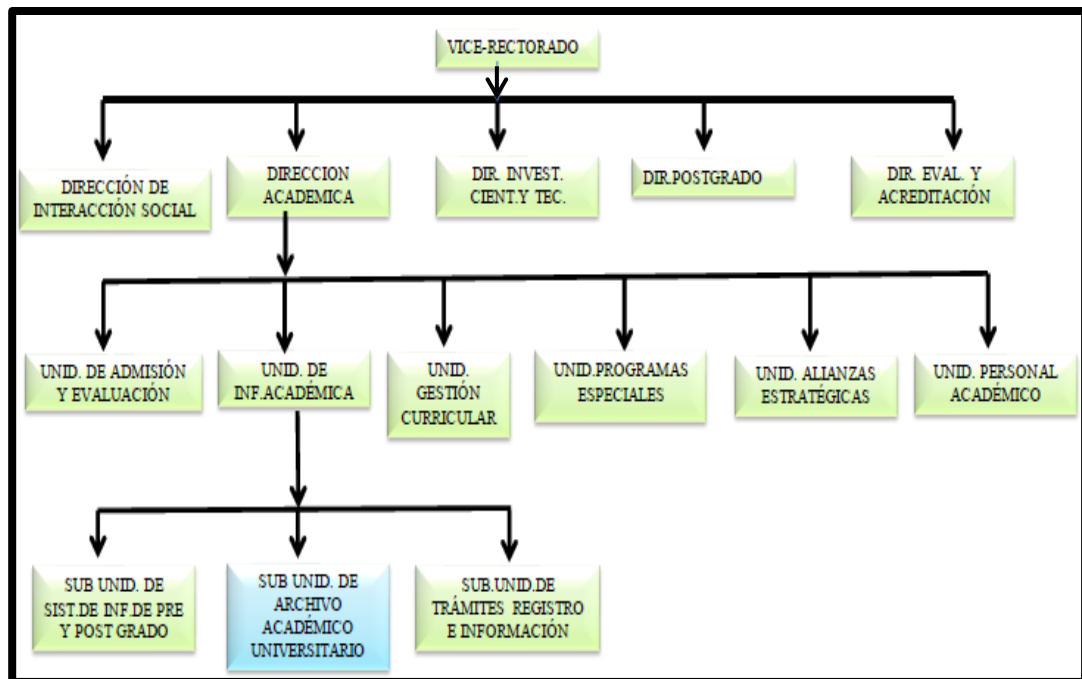 VICE-RECTORADO
DIRECCIÓN DE
INTERACCIÓN SOCIAL
DIRECCION
ACADEMICA
DIR. INVEST.
CIENT.Y TEC.
DIR.POSTGRADO
DIR. EVAL. Y
ACREDITACIÓN
UNID. DE ADMISIÓN
Y EVALUACIÓN
UNID. DE
INF.ACADÉMICA
UNID.
GESTIÓN
CURRICULAR
UNID.PROGRAMAS
ESPECIALES
UNID. ALIANZAS
ESTRATÉGICAS
UNID. PERSONAL
ACADÉMICO
SUB UNID. DE
SIST.DE INF.DE PRE
Y POST GRADO
SUB UNID. DE
ARCHIVO
ACADÉMICO
UNIVERSITARIO
SUB.UNID.DE
TRÁMITES REGISTRO
E INFORMACIÓN